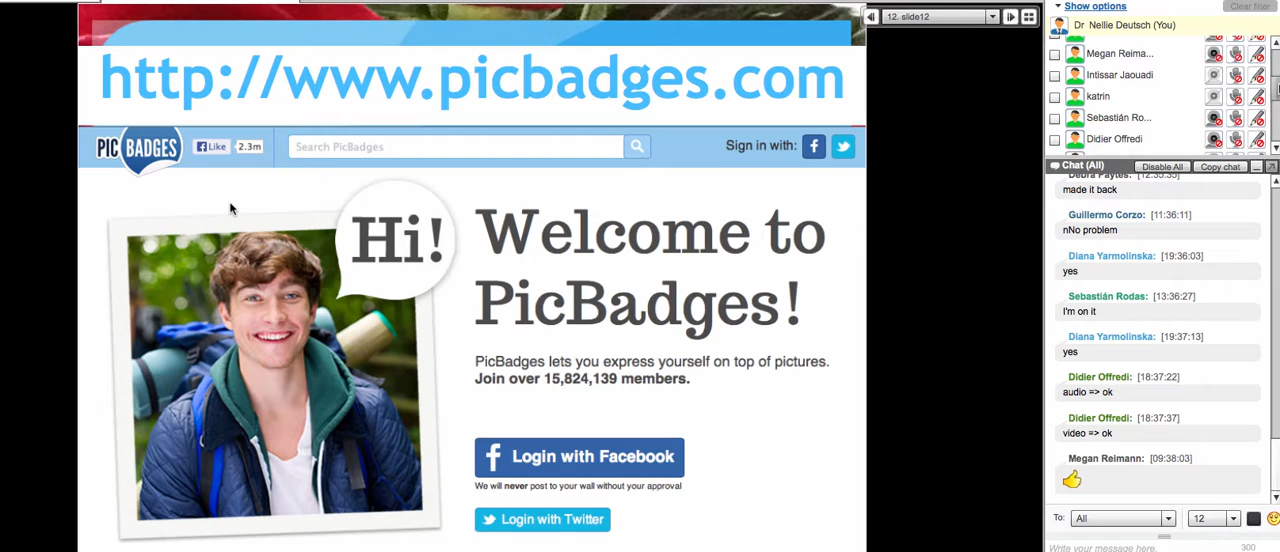 http://www.picbadges.com
PIC BADGES
Like 2.3m
Search PicBadges
Sign in with:
Hi!
Welcome to
PicBadges!
PicBadges lets you express yourself on top of pictures.
Join over 15,824,139 members.
Login with Facebook
We will never post to your wall without your approval
Login with Twitter
12. slide12
Show options
Clear filter
Dr Nellie Deutsch (You)
Megan Reima...
Intissar Jaouadi
katrin
Sebastián Ro...
Didier Offredi
Chat (All)
Disable All
Copy chat
Debra Paytes: [12:35:35]
made it back
Guillermo Corzo: [11:36:11]
nNo problem
Diana Yarmolinska: [19:36:03]
yes
Sebastián Rodas: [13:36:27]
I'm on it
Diana Yarmolinska: [19:37:13]
yes
Didier Offredi: [18:37:22]
audio => ok
Didier Offredi: [18:37:37]
video => ok
Megan Reimann: [09:38:03]
To: All 12
Write your message here.
300